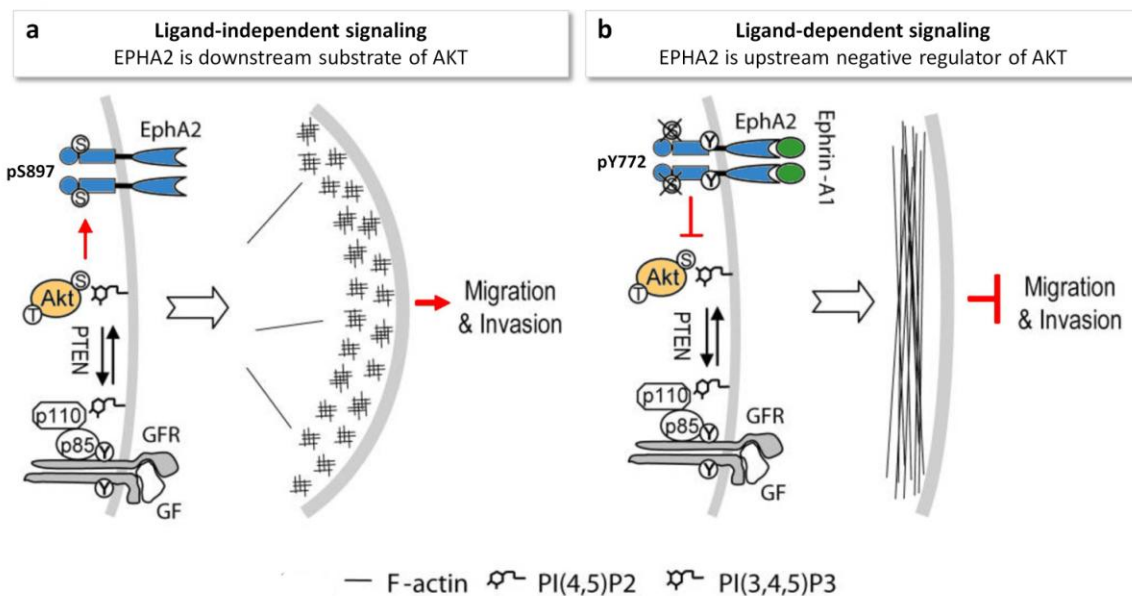 a
Ligand-independent signaling
EPHA2 is downstream substrate of AKT
S
EphA2
pS897
S
S
Akt
T
PTEN
p110
p85
Y
GFR
Y
GF
Migration
& Invasion
b
Ligand-dependent signaling
EPHA2 is upstream negative regulator of AKT
S
Y
EphA2
Ephrin-A1
pY772
S
Y
S
Akt
T
PTEN
p110
p85
Y
GFR
Y
GF
Migration
& Invasion
F-actin
PI(4,5)P2
PI(3,4,5)P3